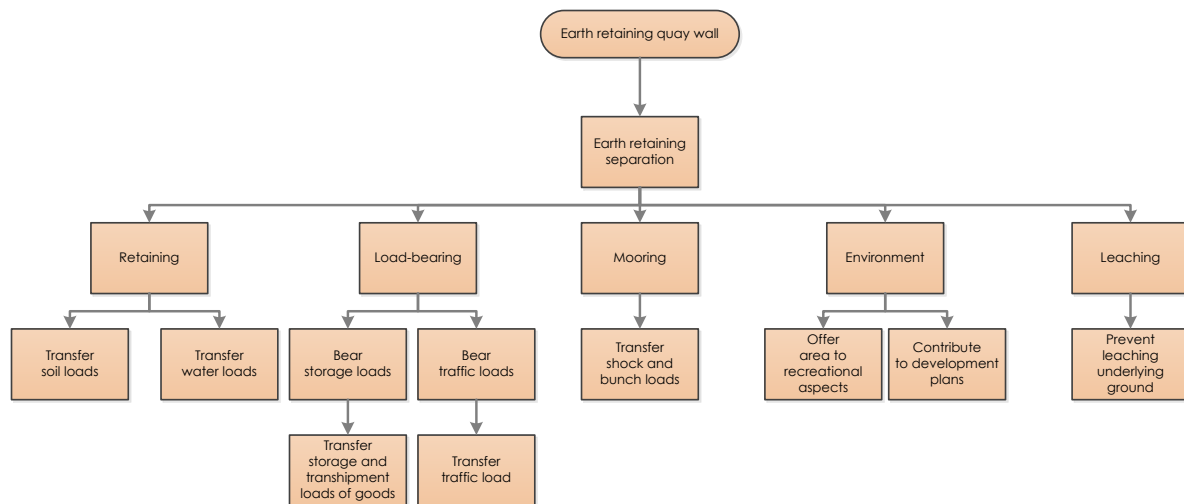 Earth retaining quay wall
Earth retaining
separation
Retaining
Load-bearing
Mooring
Environment
Leaching
Transfer
soil loads
Transfer
water loads
Bear
storage loads
Bear
traffic loads
Transfer
shock and
bunch loads
Offer
area to
recreational
aspects
Contribute
to development
plans
Prevent
leaching
underlying
ground
Transfer
storage and
transhipment
loads of goods
Transfer
traffic load